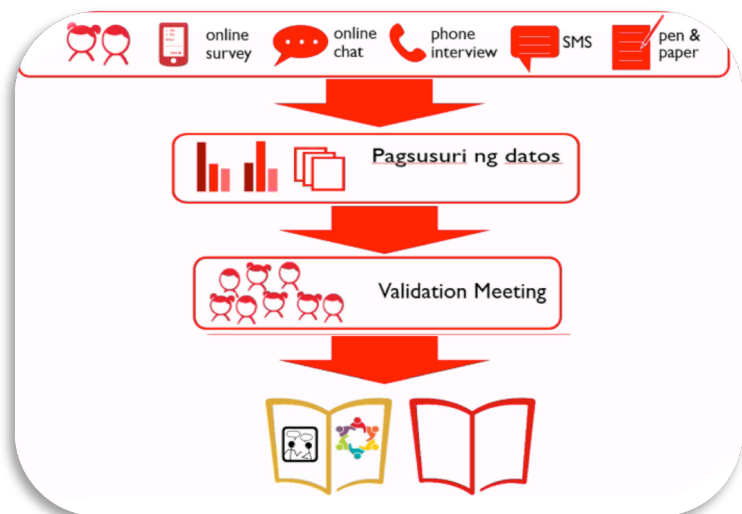 online survey
online chat
phone interview
SMS
pen & paper
Pagsusuri ng datos
Validation Meeting